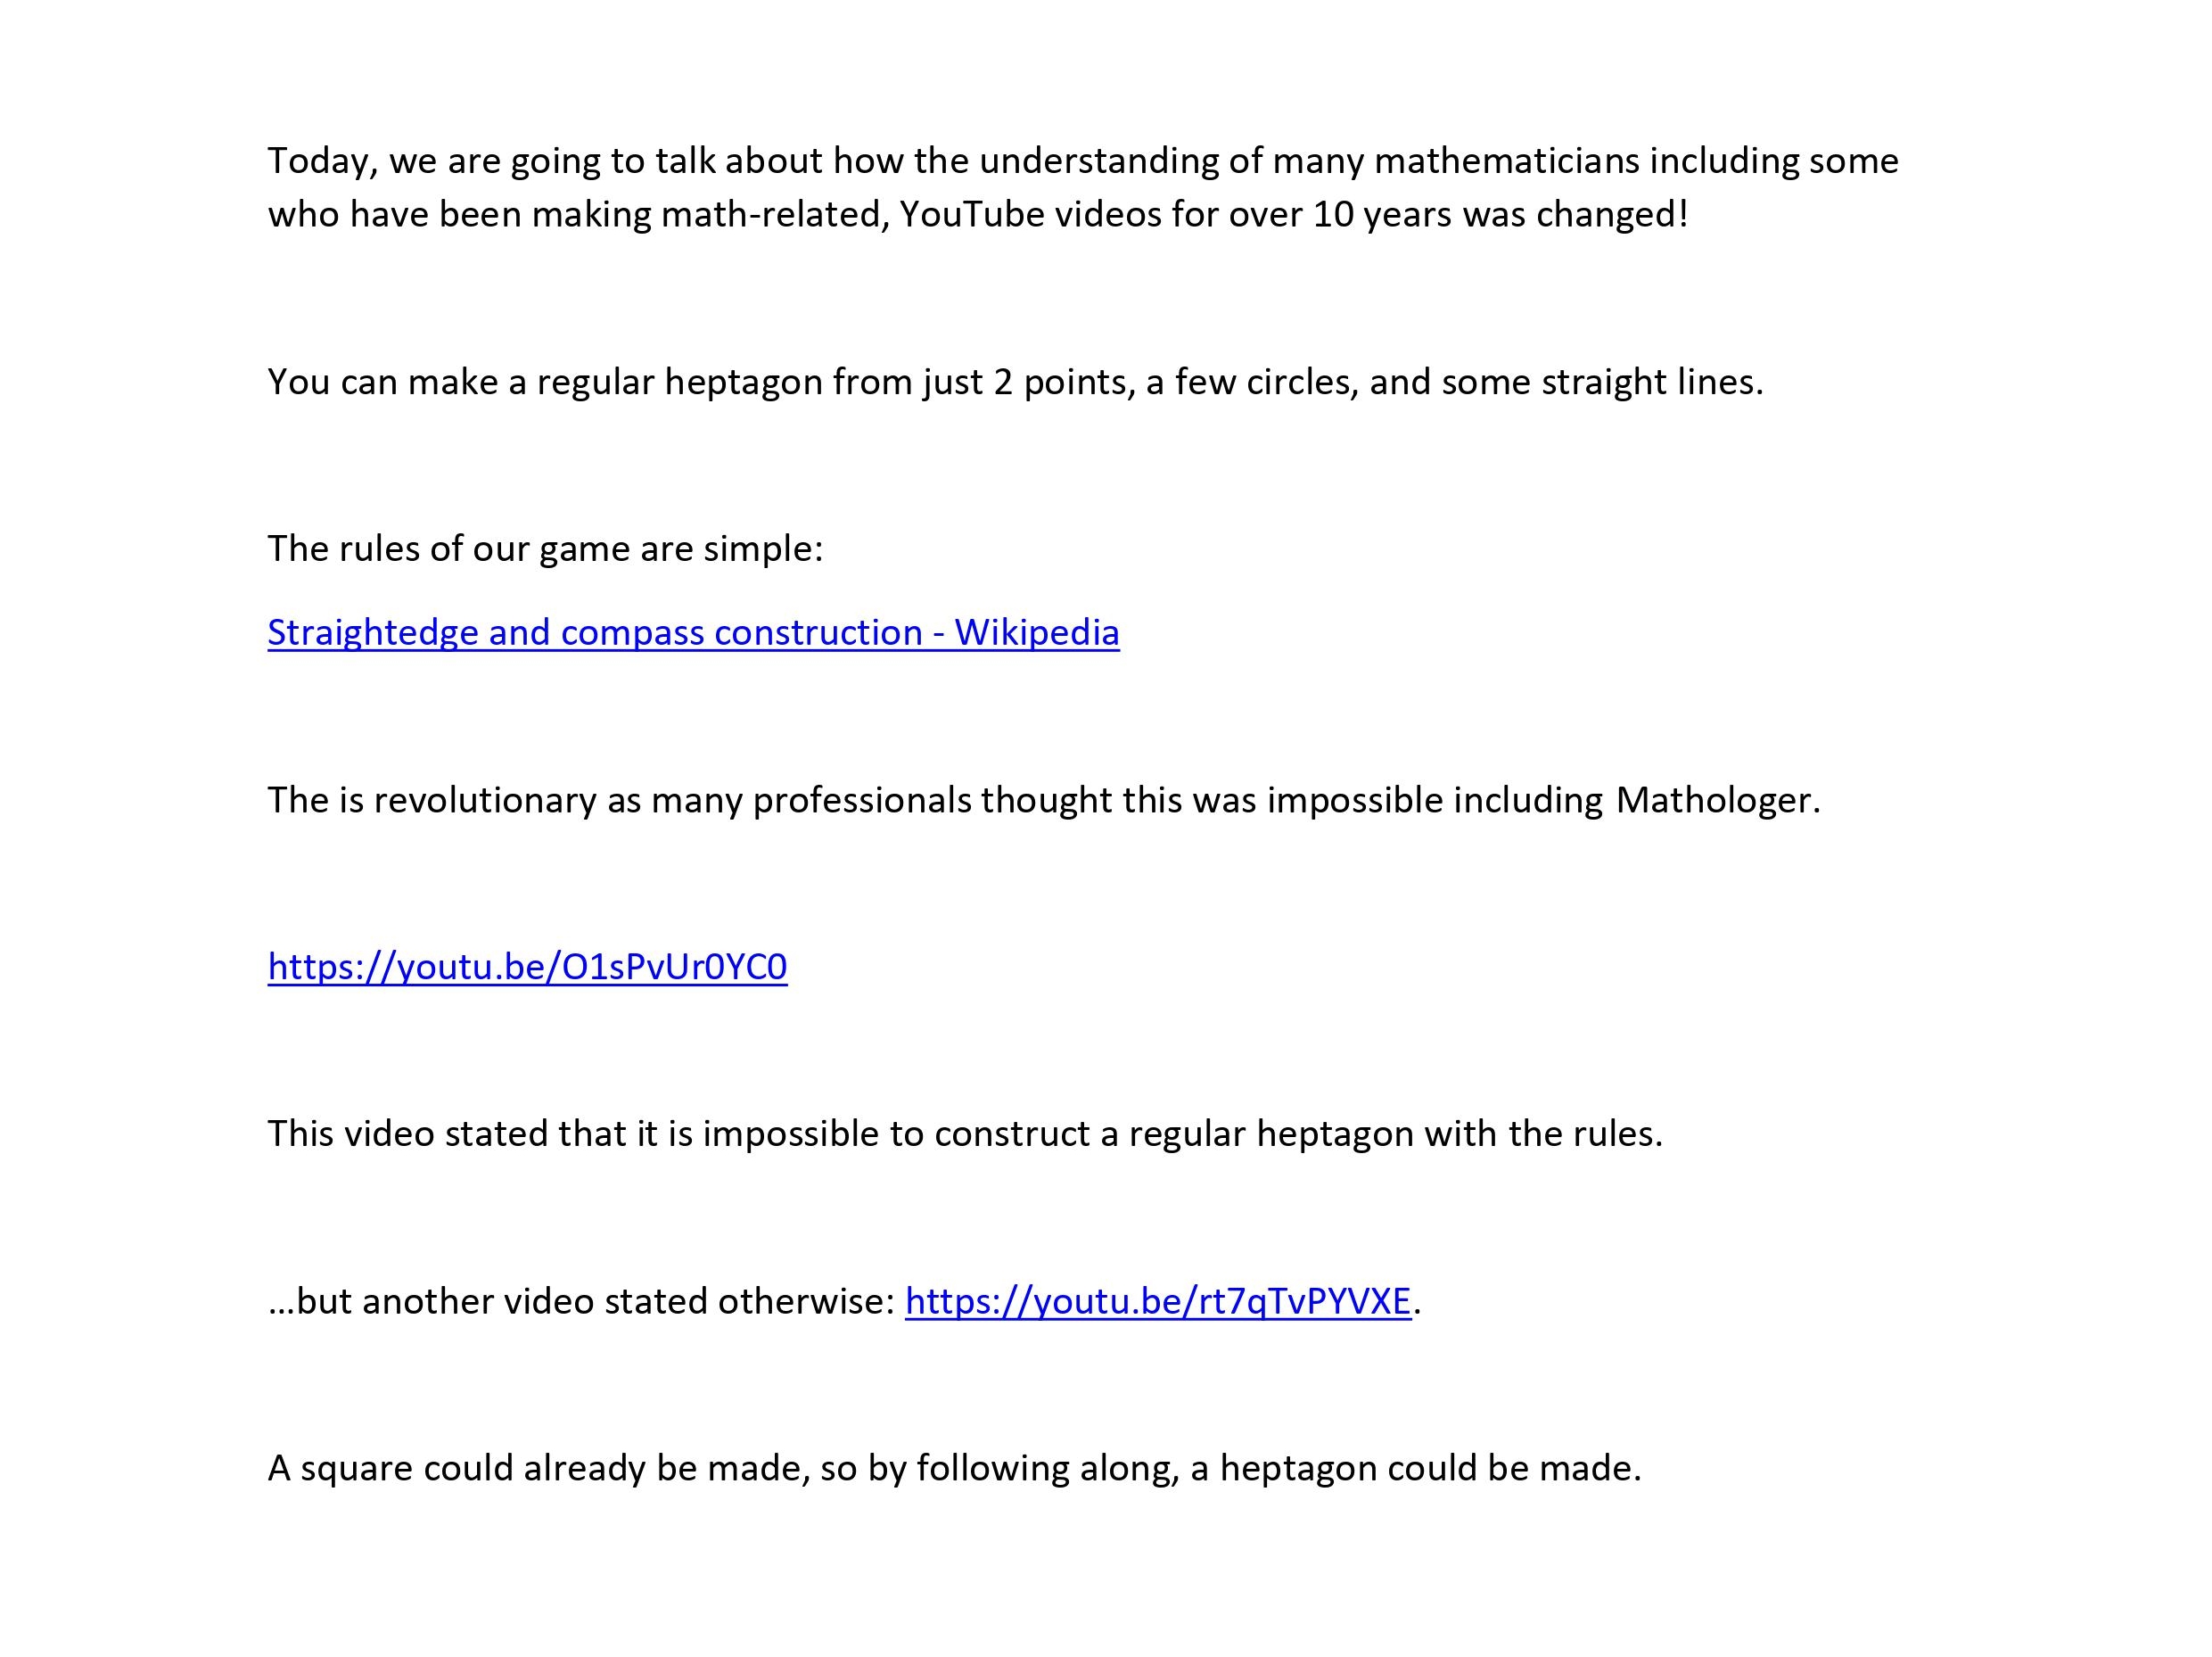 Today, we are going to talk about how the understanding of many mathematicians including some
who have been making math-related, YouTube videos for over 10 years was changed!
You can make a regular heptagon from just 2 points, a few circles, and some straight lines.
The rules of our game are simple:
Straightedge and compass construction - Wikipedia
The is revolutionary as many professionals thought this was impossible including Mathologer.
https://youtu.be/O1sPvUr0YC0
This video stated that it is impossible to construct a regular heptagon with the rules.
…but another video stated otherwise: https://youtu.be/rt7qTvPYVXE.
A square could already be made, so by following along, a heptagon could be made.